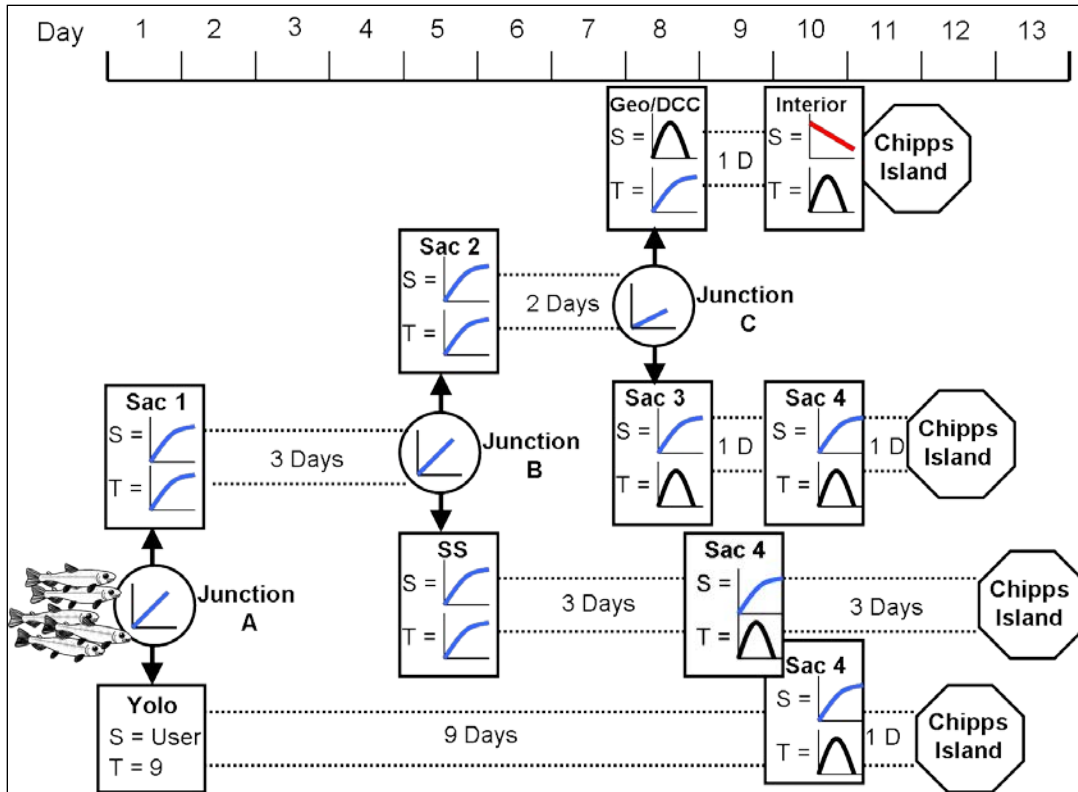 Day 1 2 3 4 5 6 7 8 9 10 11 12 13
Geo/DCC
S =
T =
1 D
Interior
S =
T =
Chipps
Island
Sac 2
S =
T =
2 Days
Junction
C
Sac 1
S =
T =
3 Days
Junction
B
Sac 3
S =
T =
1 D
Sac 4
S =
T =
1 D
Chipps
Island
Junction
A
SS
S =
T =
3 Days
Sac 4
S =
T =
3 Days
Chipps
Island
Yolo
S = User
T = 9
9 Days
Sac 4
S =
T =
1 D
Chipps
Island